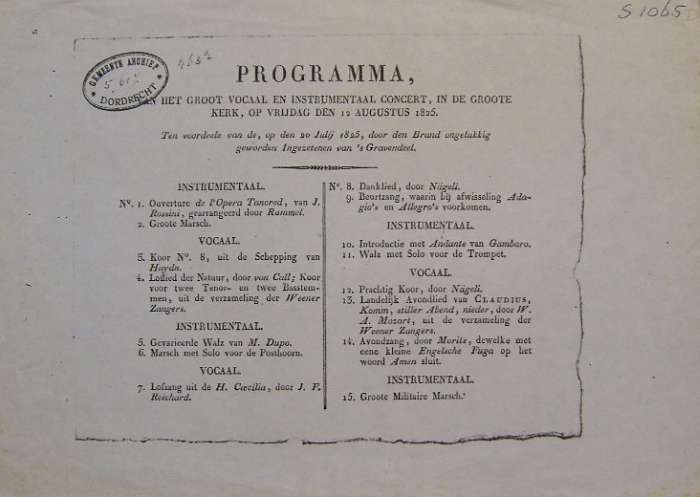 S 1065
GEMEENTE ARCHIEF
DORDRECHT
PROGRAMMA,
VAN HET GROOT VOCAAL EN INSTRUMENTAAL CONCERT, IN DE GROOTE
KERK, OP VRIJDAG DEN 12 AUGUSTUS 1825.
Ten voordeele van de, op den 20 Julij 1825, door den Brand ongelukkig
geworden Ingezetenen van 's Gravendeel.
INSTRUMENTAAL.
No. 1. Ouverture de l'Opera Tancred, van J.
Rossini, gearrangeerd door Rummel.
2. Groote Marsch.
VOCAAL.
3. Koor No. 8, uit de Schepping van
Haydn.
4. Loflied der Natuur, door von Call; Koor
voor twee Tenor- en twee Basstem-
men, uit de verzameling der Weener
Zangers.
INSTRUMENTAAL.
5. Gevarieerde Walz van M. Dupo.
6. Marsch met Solo voor de Posthoorn.
VOCAAL.
7. Lofzang uit de H. Cæcilia, door J. F.
Reichard.
No. 8. Danklied, door Nägeli.
9. Beurtzang, waarin bij afwisseling Ada-
gio's en Allegro's voorkomen.
INSTRUMENTAAL.
10. Introductie met Andante van Gambaro.
11. Walz met Solo voor de Trompet.
VOCAAL.
12. Prachtig Koor, door Nägeli.
13. Landelijk Avondlied van CLAUDIUS,
Komm, stiller Abend, nieder, door W.
A. Mozart, uit de verzameling der
Weener Zangers.
14. Avondzang, door Moritz, dewelke met
eene kleine Engelsche Fuga op het
woord Amen sluit.
INSTRUMENTAAL.
15. Groote Militaire Marsch.